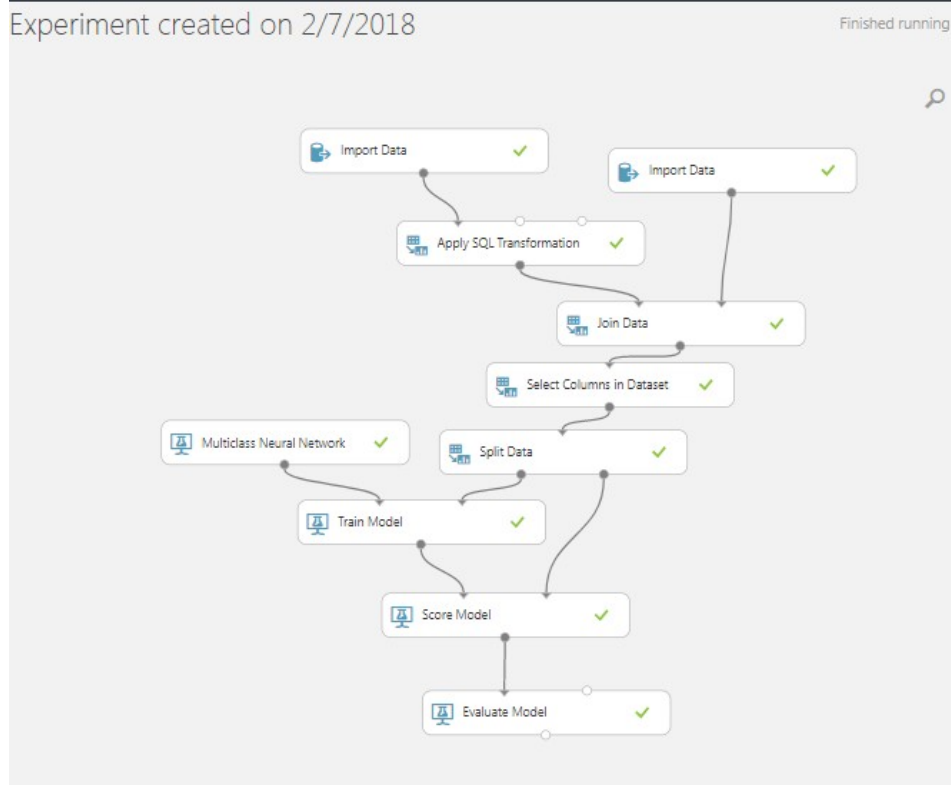 Experiment created on 2/7/2018
Finished running
Import Data
Import Data
Apply SQL Transformation
Join Data
Select Columns in Dataset
Multiclass Neural Network
Split Data
Train Model
Score Model
Evaluate Model